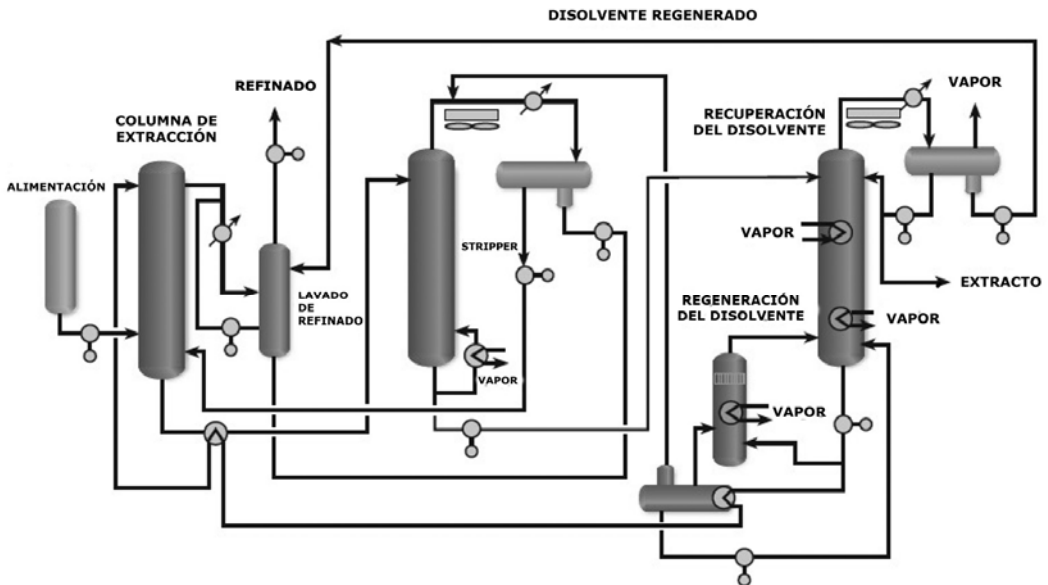 DISOLVENTE REGENERADO
REFINADO
VAPOR
COLUMNA DE
EXTRACCIÓN
RECUPERACIÓN
DEL DISOLVENTE
ALIMENTACIÓN
VAPOR
STRIPPER
EXTRACTO
LAVADO
DE
REFINADO
REGENERACIÓN
DEL DISOLVENTE
VAPOR
VAPOR
VAPOR